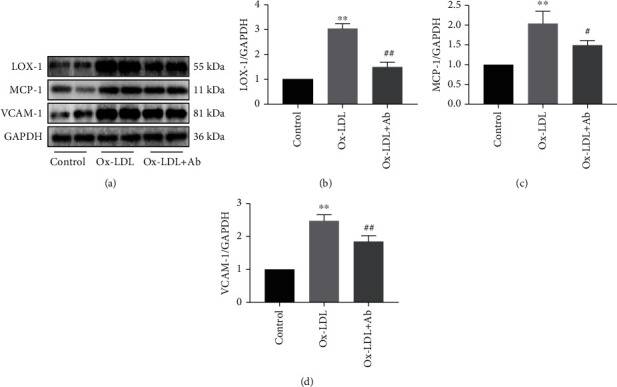 LOX-1 55 kDa
MCP-1 11 kDa
VCAM-1 81 kDa
GAPDH 36 kDa
Control Ox-LDL Ox-LDL+Ab
(a)
LOX-1/GAPDH
4
3
2
1
0
**
##
Control
Ox-LDL
Ox-LDL+Ab
(b)
MCP-1/GAPDH
2.5
2.0
1.5
1.0
0.5
0.0
**
#
Control
Ox-LDL
Ox-LDL+Ab
(c)
VCAM-1/GAPDH
3
2
1
0
**
##
Control
Ox-LDL
Ox-LDL+Ab
(d)